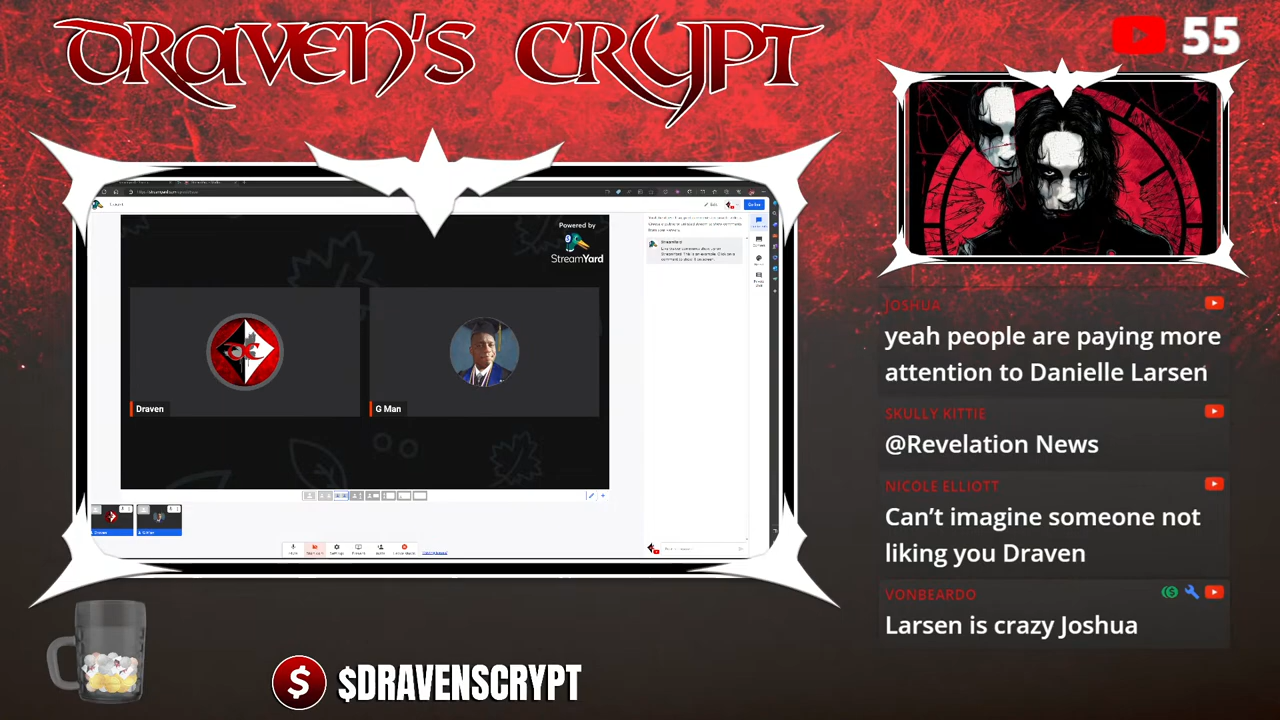 DRAVEN'S CRYPT
55
Powered by
StreamYard
Draven
G Man
JOSHUA
yeah people are paying more
attention to Danielle Larsen
SKULLY KITTIE
@Revelation News
NICOLE ELLIOTT
Can't imagine someone not
liking you Draven
VONBEARDO
Larsen is crazy Joshua
$
$DRAVENSCRYPT